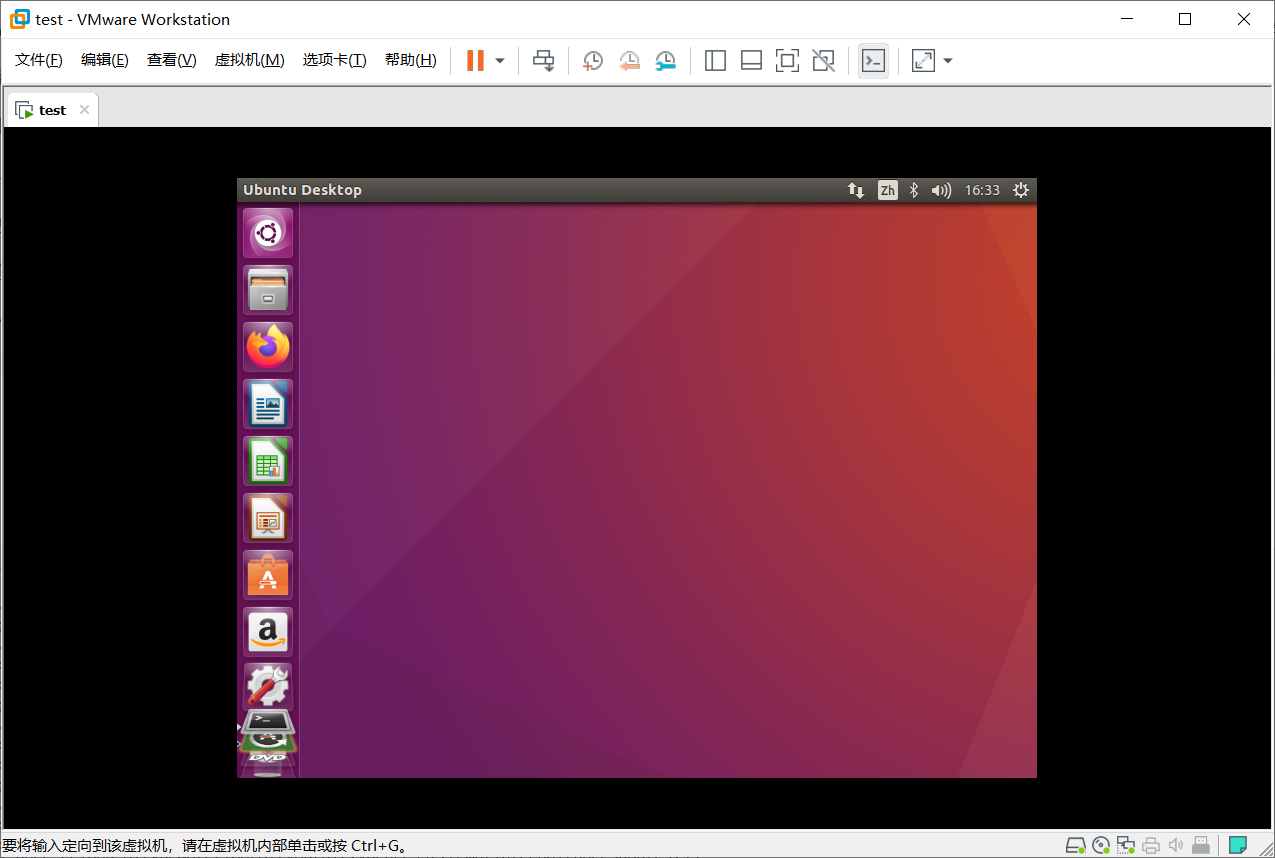 test - VMware Workstation
文件(F) 编辑(E) 查看(V) 虚拟机(M) 选项卡(T) 帮助(H)
test
Ubuntu Desktop Zh 16:33
A
a
>_
DVD
要将输入定向到该虚拟机，请在虚拟机内部单击或按 Ctrl+G。